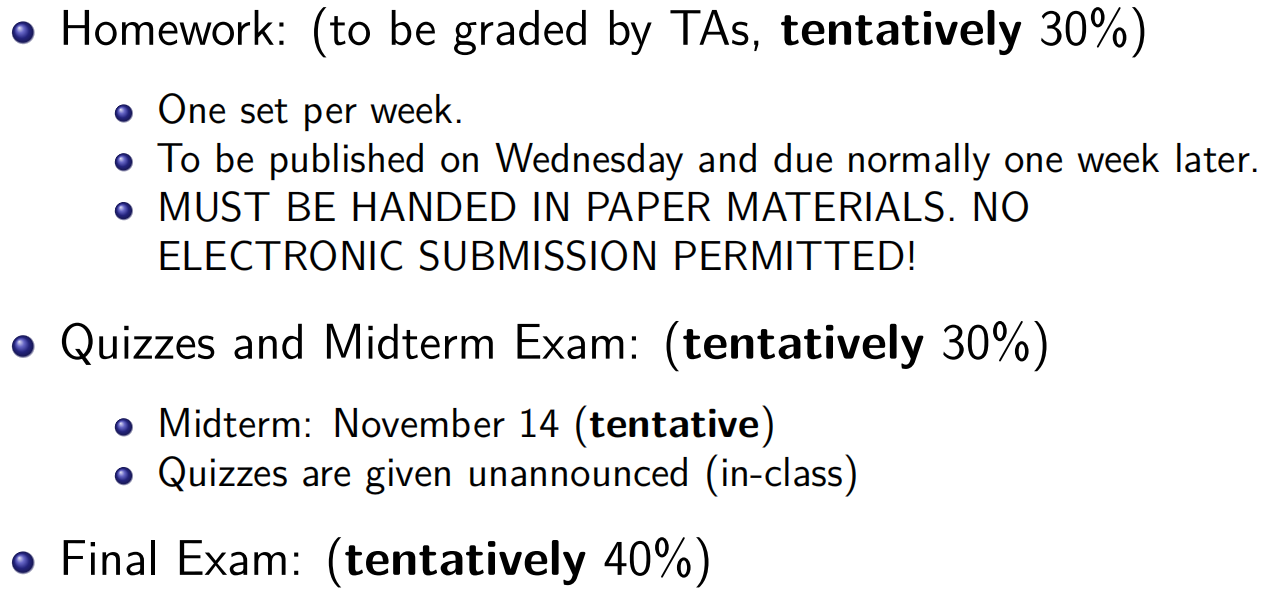 Homework: (to be graded by TAs, tentatively 30%)
One set per week.
To be published on Wednesday and due normally one week later.
MUST BE HANDED IN PAPER MATERIALS. NO
ELECTRONIC SUBMISSION PERMITTED!
Quizzes and Midterm Exam: (tentatively 30%)
Midterm: November 14 (tentative)
Quizzes are given unannounced (in-class)
Final Exam: (tentatively 40%)